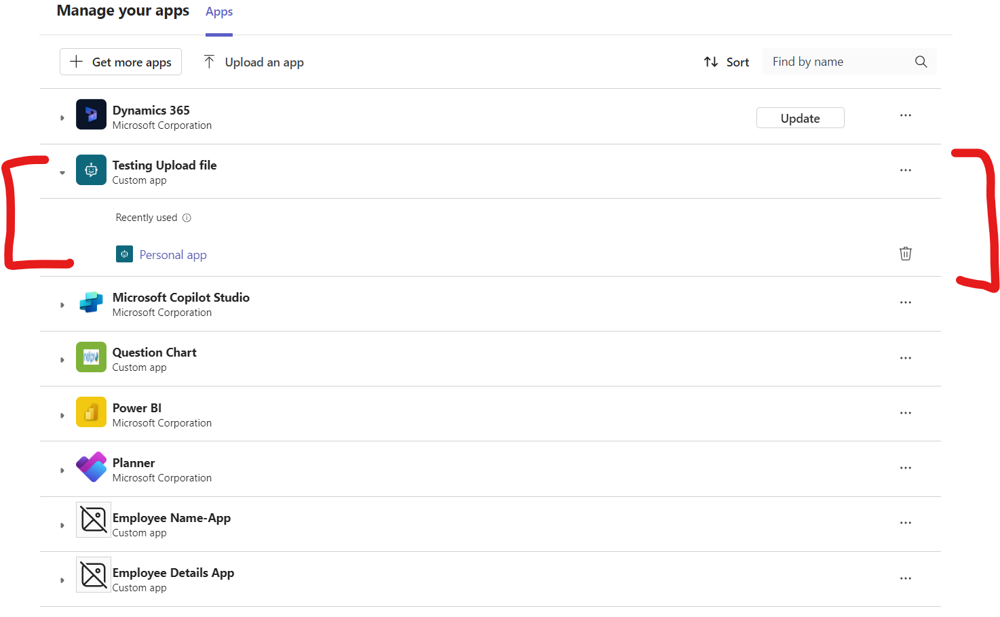 Manage your apps Apps
Get more apps Upload an app Sort Find by name
Dynamics 365
Microsoft Corporation
Update
Testing Upload file
Custom app
Recently used
Personal app
Microsoft Copilot Studio
Microsoft Corporation
Question Chart
Custom app
Power BI
Microsoft Corporation
Planner
Microsoft Corporation
Employee Name-App
Custom app
Employee Details App
Custom app